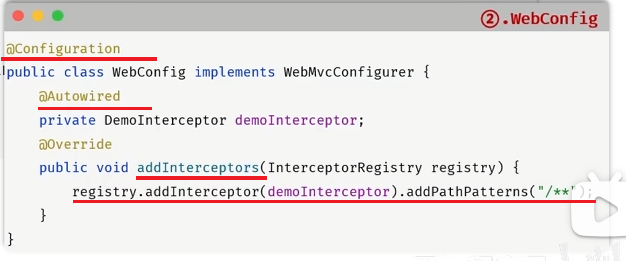 ②.WebConfig
@Configuration
public class WebConfig implements WebMvcConfigurer {
@Autowired
private DemoInterceptor demoInterceptor;
@Override
public void addInterceptors(InterceptorRegistry registry) {
registry.addInterceptor(demoInterceptor).addPathPatterns("/**");
}
}